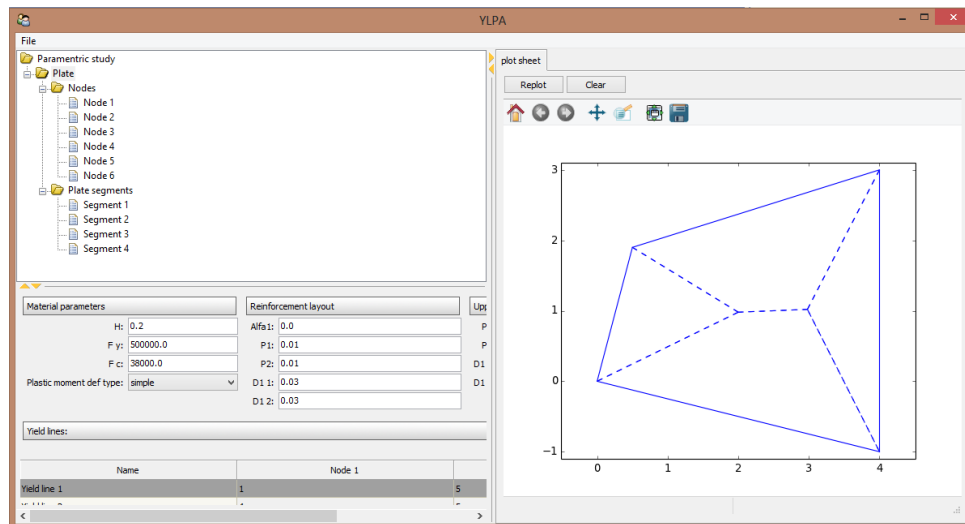 YLPA
File
Paramentric study
Plate
Nodes
Node 1
Node 2
Node 3
Node 4
Node 5
Node 6
Plate segments
Segment 1
Segment 2
Segment 3
Segment 4
Material parameters
H: 0.2
F y: 500000.0
F c: 38000.0
Plastic moment def type: simple
Reinforcement layout
Alfa1: 0.0
P1: 0.01
P2: 0.01
D1 1: 0.03
D1 2: 0.03
Upp
P
P
D1
D1
Yield lines:
Name Node 1
Yield line 1 1 5
plot sheet
Replot Clear
3
2
1
0
−1
0 1 2 3 4